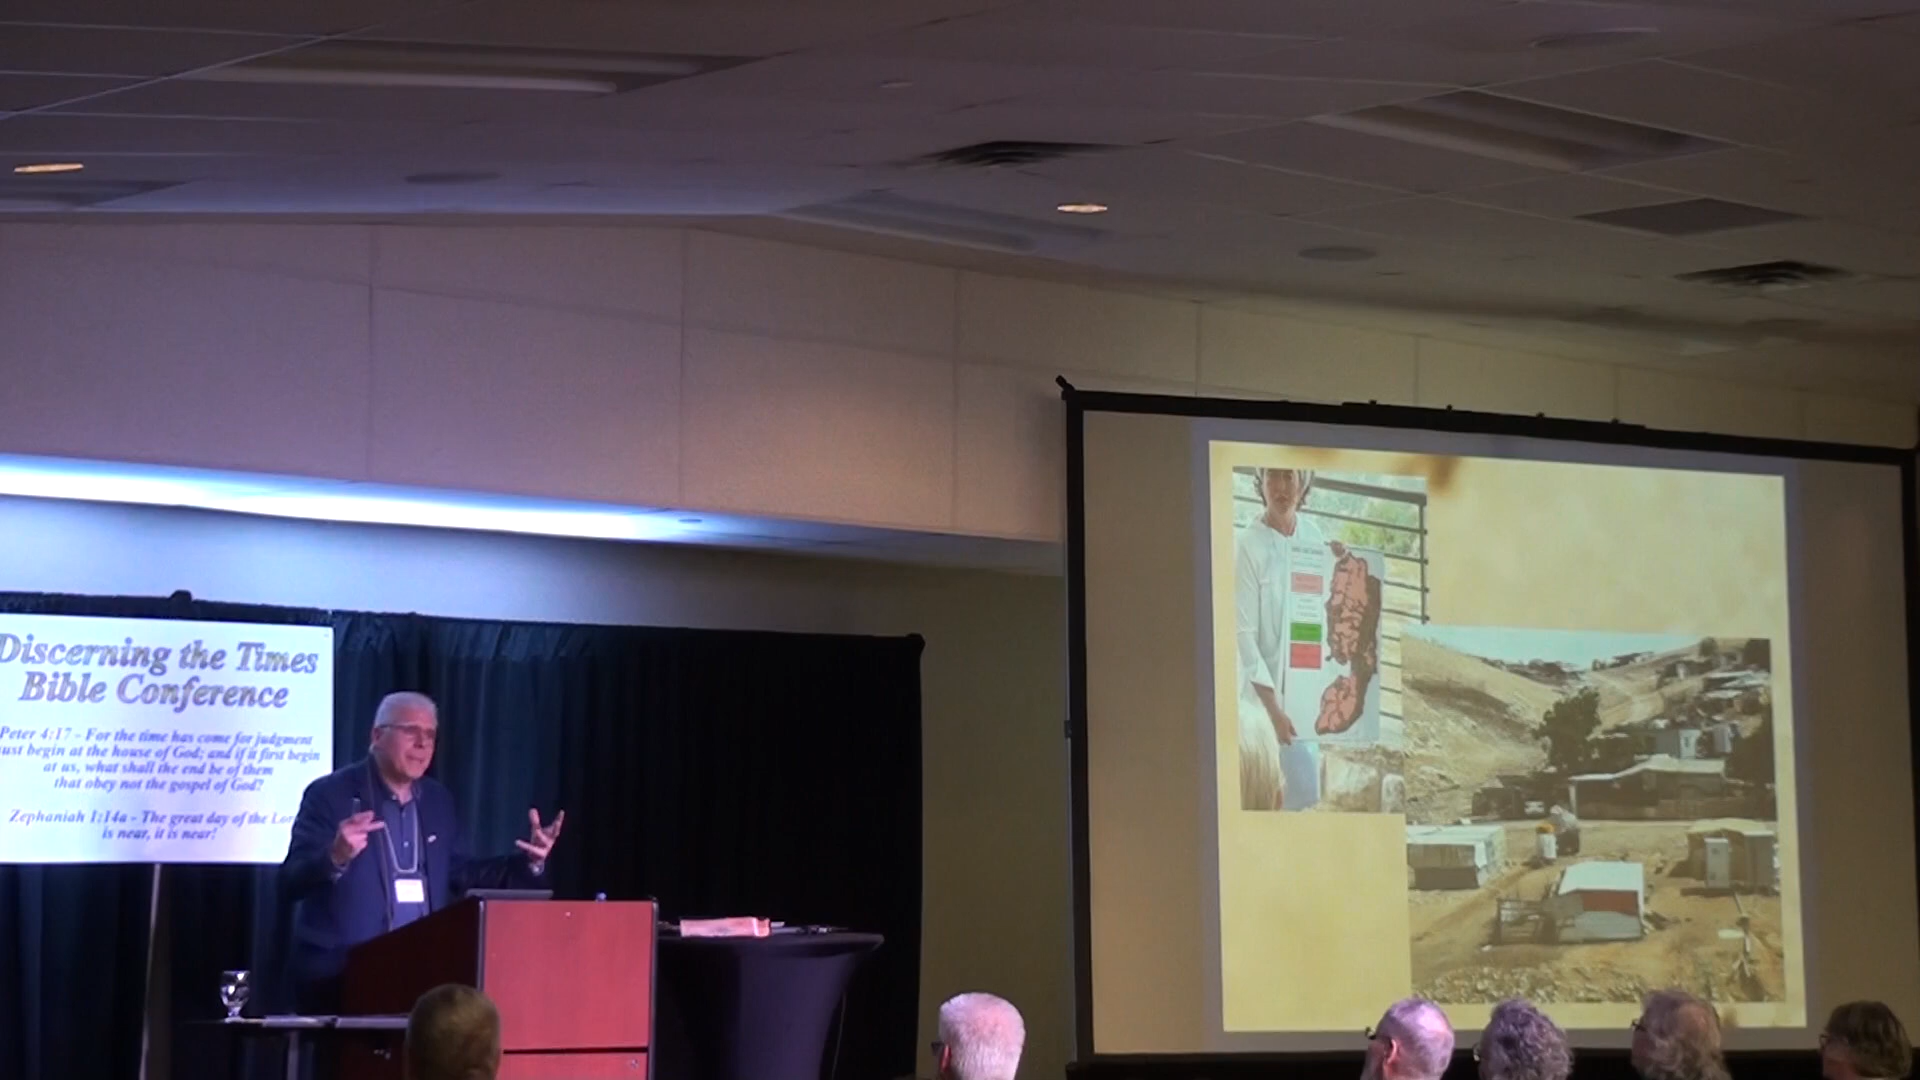 Discerning the Times
Bible Conference
Peter 4:17 - For the time has come for judgment
ust begin at the house of God; and if it first begin
at us, what shall the end be of them
that obey not the gospel of God?
Zephaniah 1:14a - The great day of the Lor
is near, it is near!